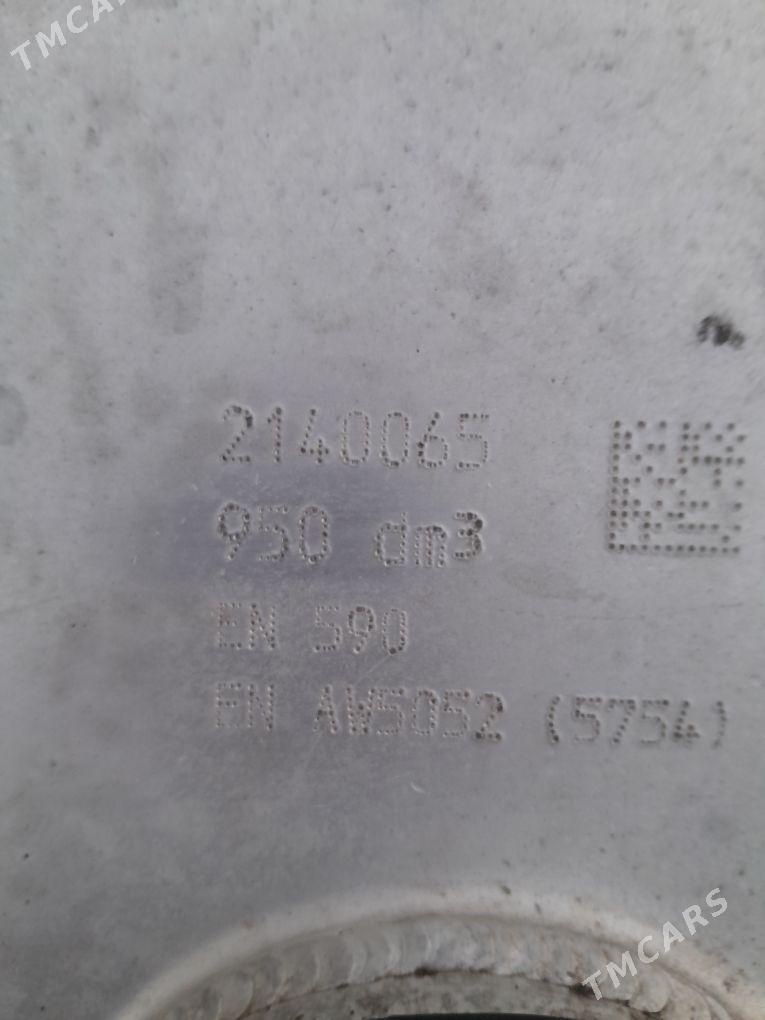 TMCARS
2140065
950 dm3
EN 590
EN AW5052 (5754)
TMCARS